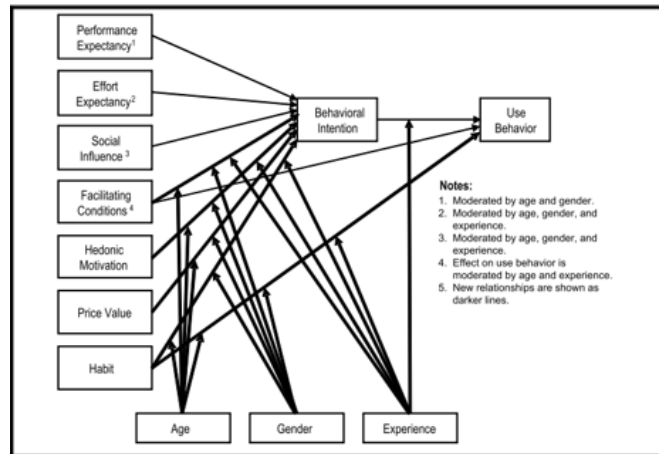 Performance
Expectancy1
Effort
Expectancy2
Social
Influence 3
Facilitating
Conditions 4
Hedonic
Motivation
Price Value
Habit
Behavioral
Intention
Use
Behavior
Notes:
1. Moderated by age and gender.
2. Moderated by age, gender, and
experience.
3. Moderated by age, gender, and
experience.
4. Effect on use behavior is
moderated by age and experience.
5. New relationships are shown as
darker lines.
Age
Gender
Experience